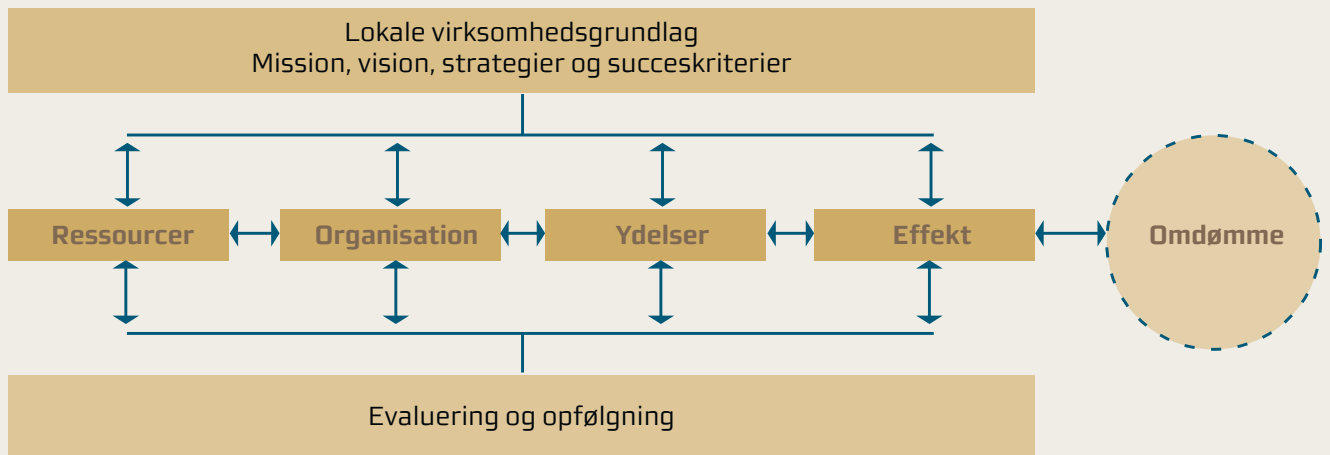 Lokale virksomhedsgrundlag
Mission, vision, strategier og succeskriterier
Ressourcer
Organisation
Ydelser
Effekt
Omdømme
Evaluering og opfølgning